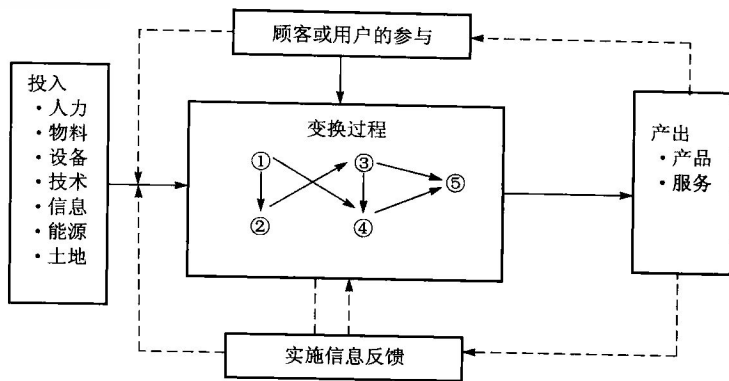 顾客或用户的参与
投入
·人力
·物料
·设备
·技术
·信息
·能源
·土地
变换过程
①
③
⑤
②
④
产出
·产品
·服务
实施信息反馈